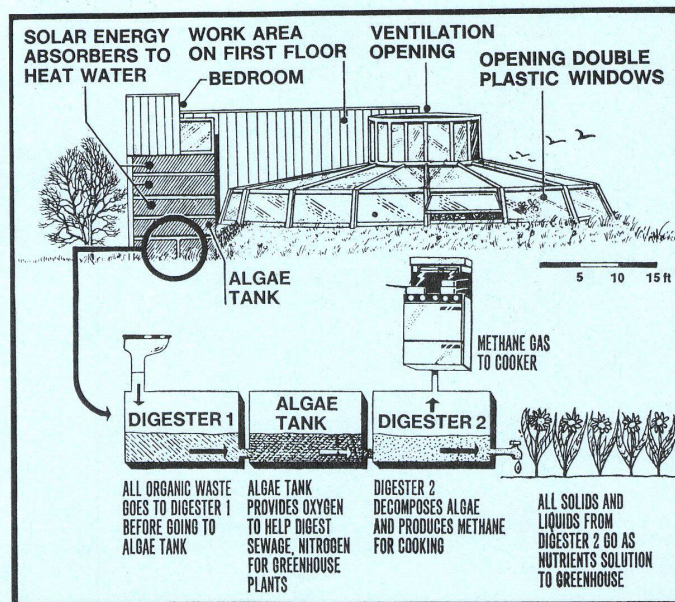 SOLAR ENERGY
ABSORBERS TO
HEAT WATER
WORK AREA
ON FIRST FLOOR
BEDROOM
VENTILATION
OPENING
OPENING DOUBLE
PLASTIC WINDOWS
ALGAE
TANK
5 10 15 ft
METHANE GAS
TO COOKER
DIGESTER 1
ALGAE
TANK
DIGESTER 2
ALL ORGANIC WASTE
GOES TO DIGESTER 1
BEFORE GOING TO
ALGAE TANK
ALGAE TANK
PROVIDES OXYGEN
TO HELP DIGEST
SEWAGE, NITROGEN
FOR GREENHOUSE
PLANTS
DIGESTER 2
DECOMPOSES ALGAE
AND PRODUCES METHANE
FOR COOKING
ALL SOLIDS AND
LIQUIDS FROM
DIGESTER 2 GO AS
NUTRIENTS SOLUTION
TO GREENHOUSE